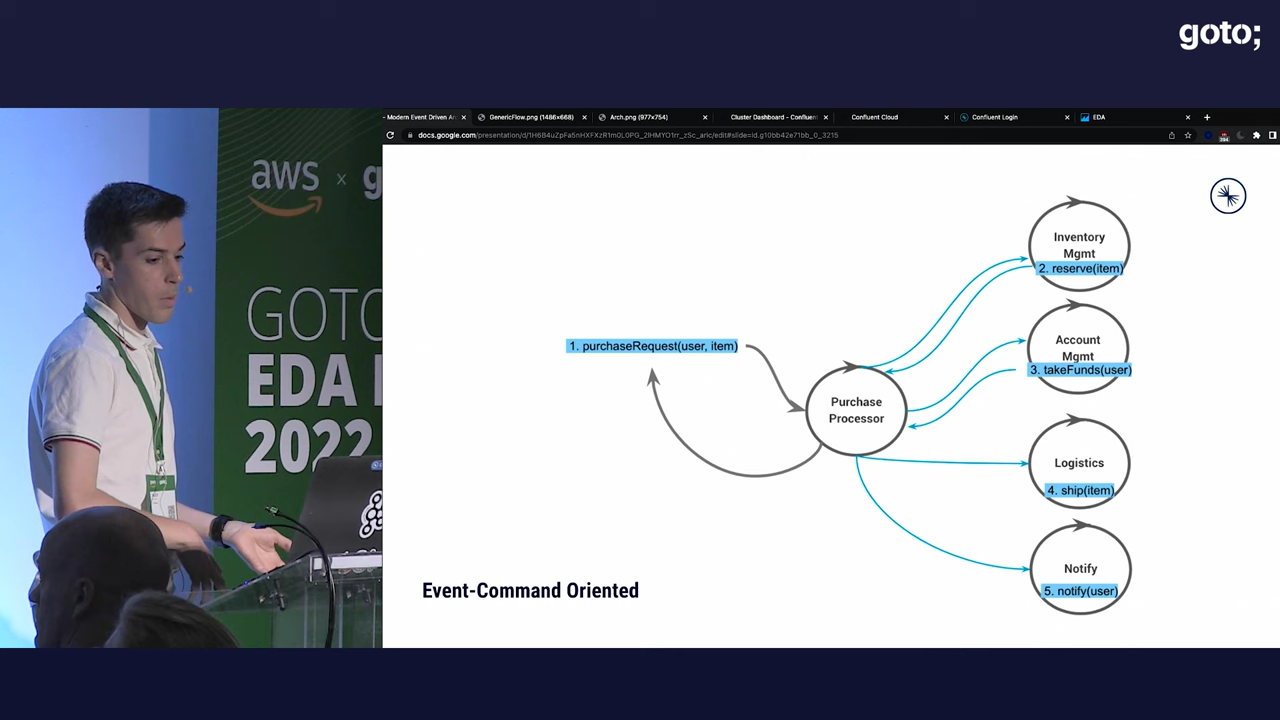 goto;
- Modern Event Driven Ar
GenericFlow.png (1486×668)
Arch.png (977×754)
Cluster Dashboard - Confluent
Confluent Cloud
Confluent Login
EDA
aws x g
GOTO
EDA
2022
Inventory
Mgmt
2. reserve(item)
1. purchaseRequest(user, item)
Account
Mgmt
3. takeFunds(user)
Purchase
Processor
Logistics
4. ship(item)
Notify
5. notify(user)
Event-Command Oriented